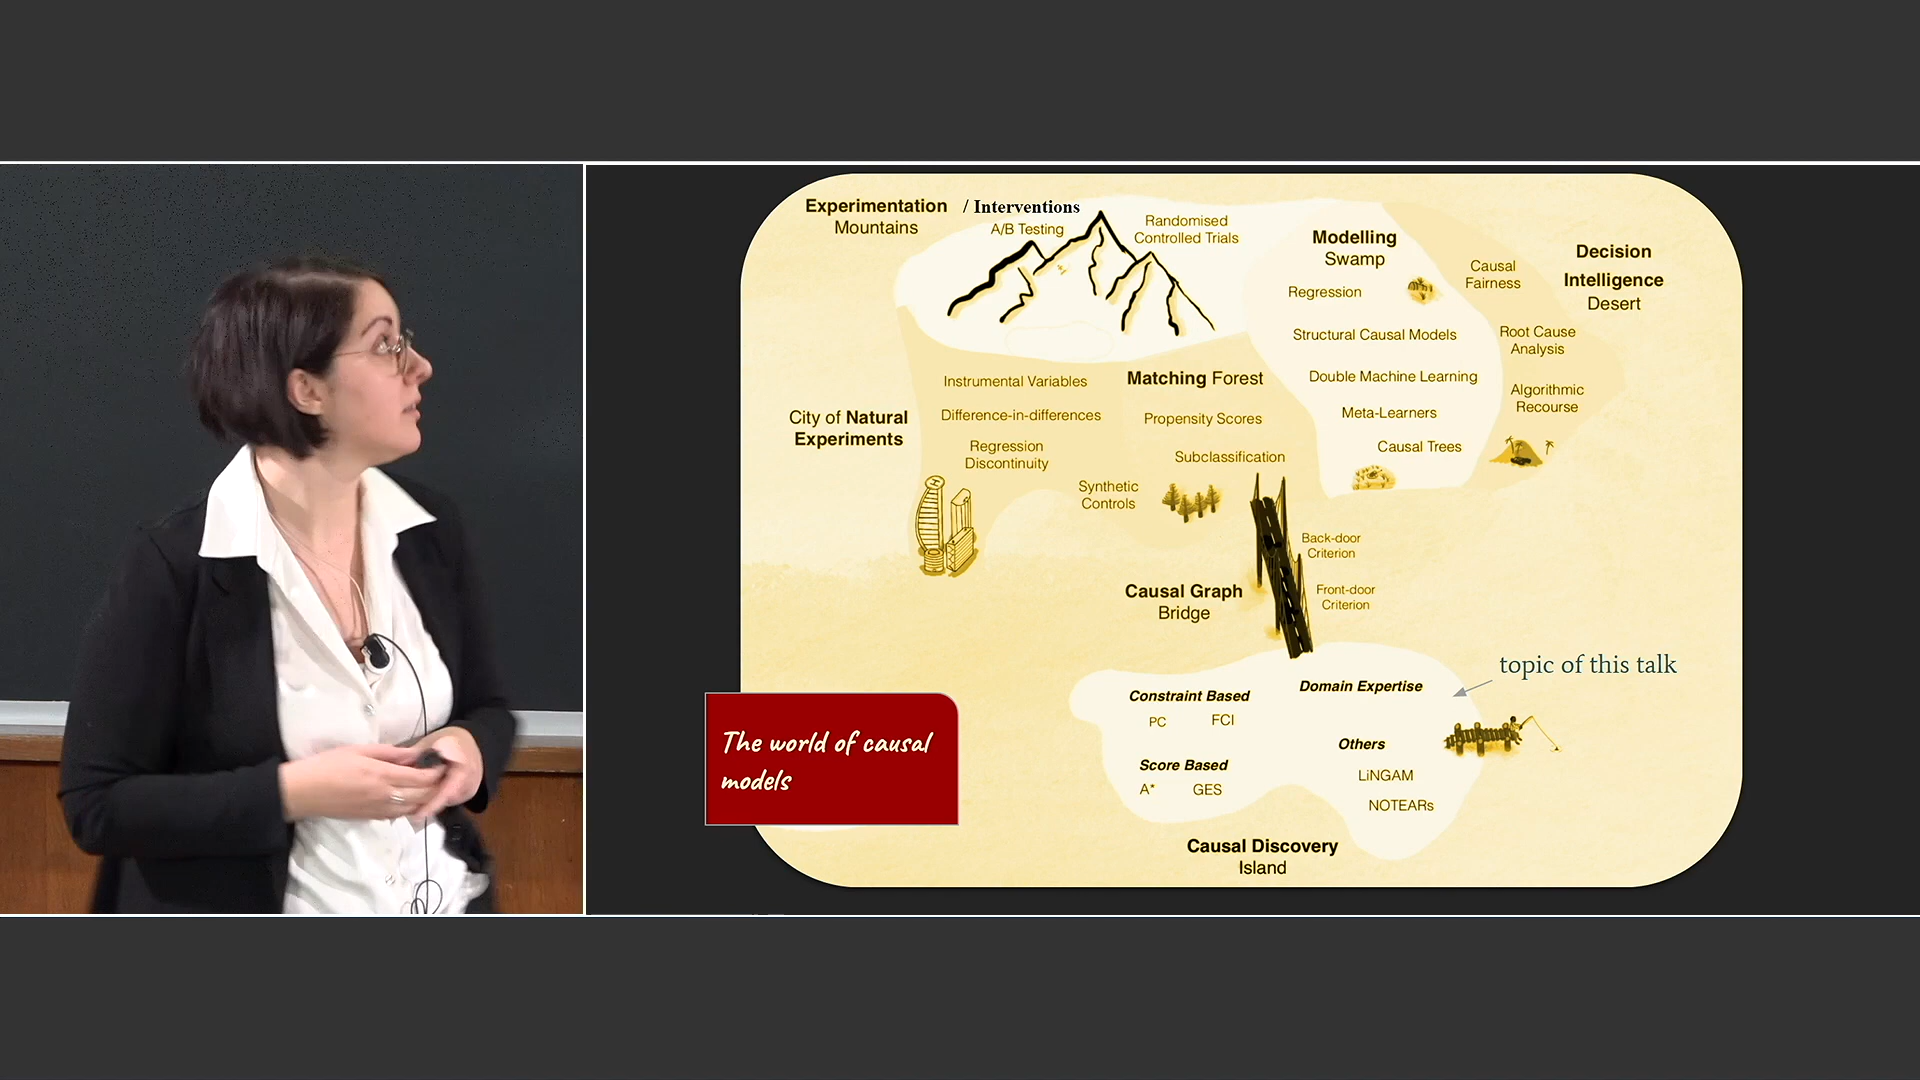 Experimentation / Interventions
Mountains
A/B Testing
Randomised
Controlled Trials
Modelling
Swamp
Regression
Structural Causal Models
Double Machine Learning
Meta-Learners
Causal Trees
Decision
Intelligence
Desert
Causal
Fairness
Root Cause
Analysis
Algorithmic
Recourse
City of Natural
Experiments
Instrumental Variables
Difference-in-differences
Regression
Discontinuity
Matching Forest
Propensity Scores
Subclassification
Synthetic
Controls
Causal Graph
Bridge
Back-door
Criterion
Front-door
Criterion
topic of this talk
Constraint Based
PC FCI
Domain Expertise
Score Based
A* GES
Others
LiNGAM
NOTEARs
Causal Discovery
Island
The world of causal
models